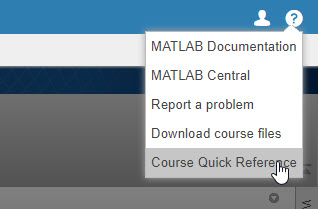 ?
MATLAB Documentation
MATLAB Central
Report a problem
Download course files
Course Quick Reference